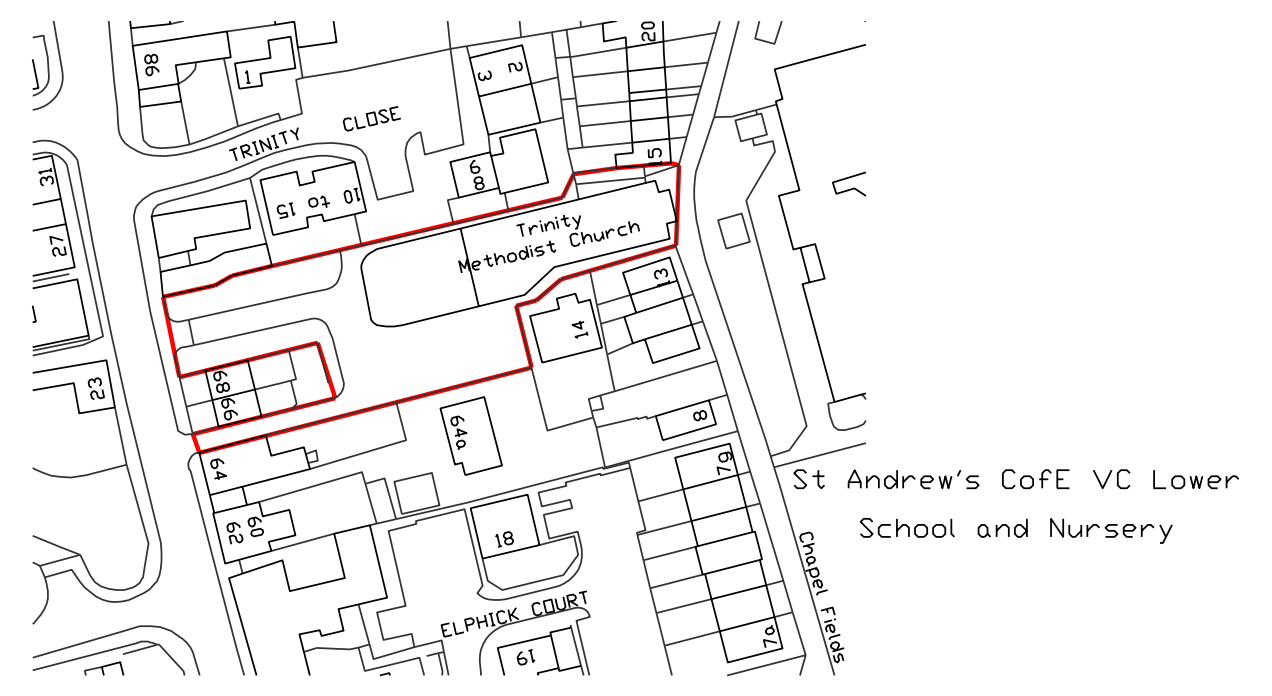 20
98
1
3
2
TRINITY CLOSE
15
31
9
8
10 to 15
27
Trinity
Methodist Church
13
14
23
68
66
8
64a
64
79
St Andrew's CofE VC Lower
School and Nursery
60
62
18
Chapel Fields
ELPHICK COURT
7a
19